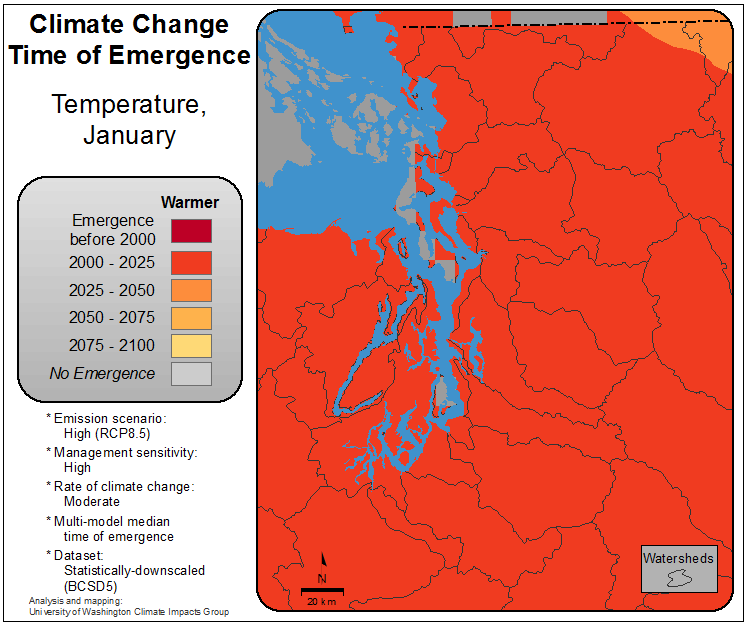 Climate Change
Time of Emergence
Temperature,
January
Warmer
Emergence
before 2000
2000 - 2025
2025 - 2050
2050 - 2075
2075 - 2100
No Emergence
* Emission scenario:
High (RCP8.5)
* Management sensitivity:
High
* Rate of climate change:
Moderate
* Multi-model median
time of emergence
* Dataset:
Statistically-downscaled
(BCSD5)
Analysis and mapping:
University of Washington Climate Impacts Group
N
20 km
Watersheds